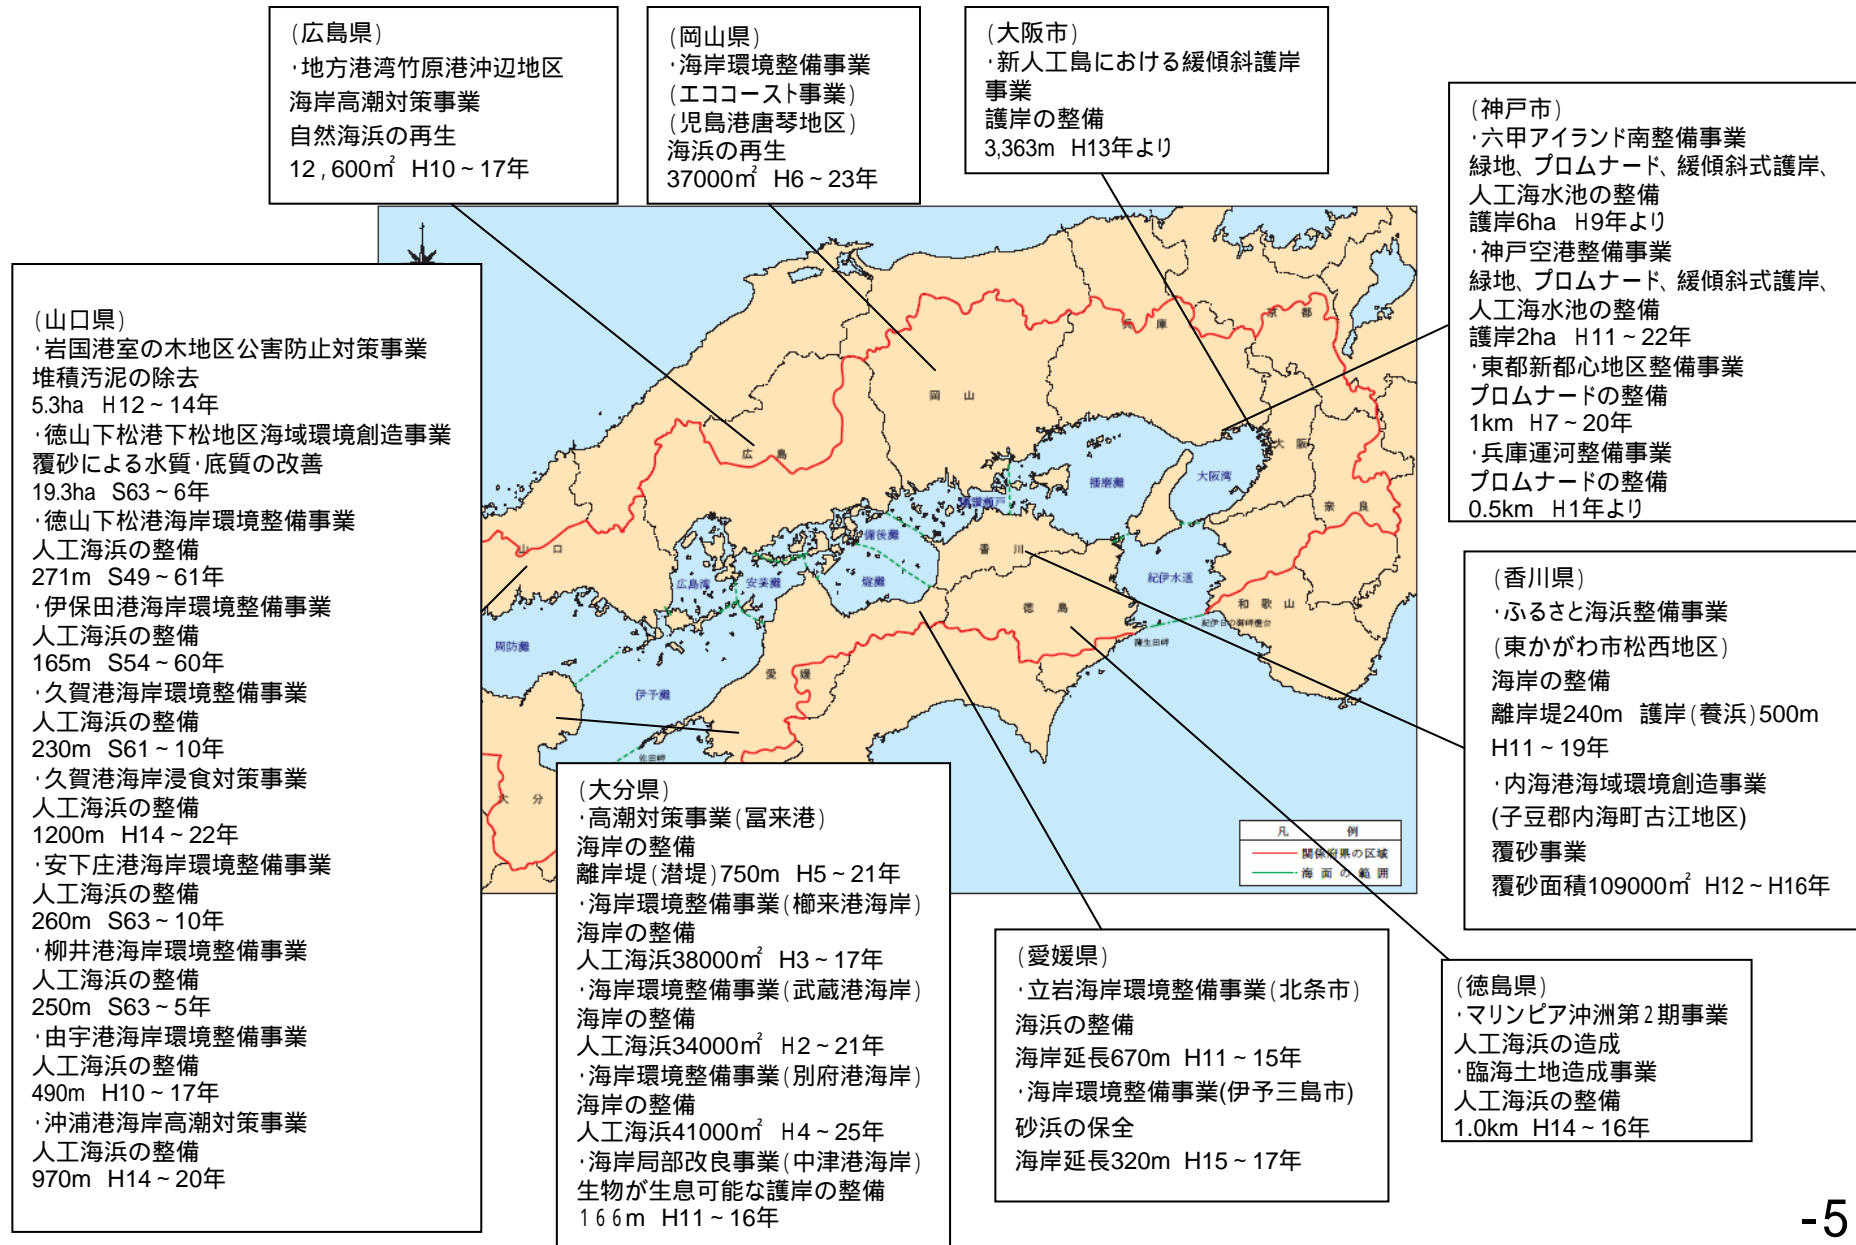 (広島県)
・地方港湾竹原港沖辺地区
海岸高潮対策事業
自然海浜の再生
12,600㎡ H10~17年
(岡山県)
・海岸環境整備事業
(エココースト事業)
(児島港唐琴地区)
海浜の再生
37000㎡ H6~23年
(大阪市)
・新人工島における緩傾斜護岸
事業
護岸の整備
3,363m H13年より
(神戸市)
・六甲アイランド南整備事業
緑地、プロムナード、緩傾斜式護岸、
人工海水池の整備
護岸6ha H9年より
・神戸空港整備事業
緑地、プロムナード、緩傾斜式護岸、
人工海水池の整備
護岸2ha H11~22年
・東都新都心地区整備事業
プロムナードの整備
1km H7~20年
・兵庫運河整備事業
プロムナードの整備
0.5km H1年より
(山口県)
・岩国港室の木地区公害防止対策事業
堆積汚泥の除去
5.3ha H12~14年
・徳山下松港下松地区海域環境創造事業
覆砂による水質・底質の改善
19.3ha S63~6年
・徳山下松港海岸環境整備事業
人工海浜の整備
271m S49~61年
・伊保田港海岸環境整備事業
人工海浜の整備
165m S54~60年
・久賀港海岸環境整備事業
人工海浜の整備
230m S61~10年
・久賀港海岸浸食対策事業
人工海浜の整備
1200m H14~22年
・安下庄港海岸環境整備事業
人工海浜の整備
260m S63~10年
・柳井港海岸環境整備事業
人工海浜の整備
250m S63~5年
・由宇港海岸環境整備事業
人工海浜の整備
490m H10~17年
・沖浦港海岸高潮対策事業
人工海浜の整備
970m H14~20年
兵 庫
京 都
岡 山
広 島
大 阪
播磨灘
大阪湾
奈 良
備讃瀬戸
備後灘
山 口
香 川
広島湾
安芸灘
燧灘
紀伊水道
徳 島
和 歌 山
紀伊日の御岬燈台
蒲生田岬
周防灘
伊予灘
愛 媛
佐田岬
大 分
凡 例
関係府県の区域
海 面 の 範 囲
(大分県)
・高潮対策事業(冨来港)
海岸の整備
離岸堤(潜堤)750m H5~21年
・海岸環境整備事業(櫛来港海岸)
海岸の整備
人工海浜38000㎡ H3~17年
・海岸環境整備事業(武蔵港海岸)
海岸の整備
人工海浜34000㎡ H2~21年
・海岸環境整備事業(別府港海岸)
海岸の整備
人工海浜41000㎡ H4~25年
・海岸局部改良事業(中津港海岸)
生物が生息可能な護岸の整備
166m H11~16年
(愛媛県)
・立岩海岸環境整備事業(北条市)
海浜の整備
海岸延長670m H11~15年
・海岸環境整備事業(伊予三島市)
砂浜の保全
海岸延長320m H15~17年
(香川県)
・ふるさと海浜整備事業
(東かがわ市松西地区)
海岸の整備
離岸堤240m 護岸(養浜)500m
H11~19年
・内海港海域環境創造事業
(子豆郡内海町古江地区)
覆砂事業
覆砂面積109000㎡ H12~H16年
(徳島県)
・マリンピア沖洲第2期事業
人工海浜の造成
・臨海土地造成事業
人工海浜の整備
1.0km H14~16年
-5